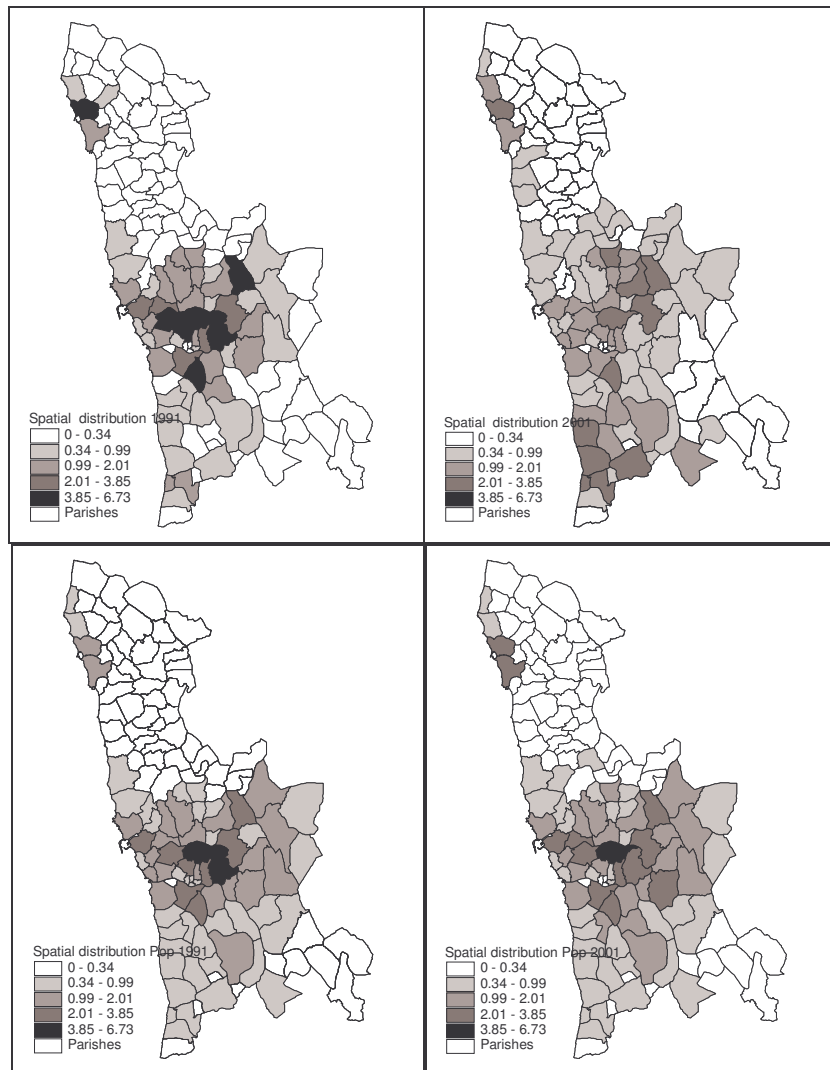 Spatial distribution 1991
0 - 0.34
0.34 - 0.99
0.99 - 2.01
2.01 - 3.85
3.85 - 6.73
Parishes
Spatial distribution 2001
0 - 0.34
0.34 - 0.99
0.99 - 2.01
2.01 - 3.85
3.85 - 6.73
Parishes
Spatial distribution Pop 1991
0 - 0.34
0.34 - 0.99
0.99 - 2.01
2.01 - 3.85
3.85 - 6.73
Parishes
Spatial distribution Pop 2001
0 - 0.34
0.34 - 0.99
0.99 - 2.01
2.01 - 3.85
3.85 - 6.73
Parishes